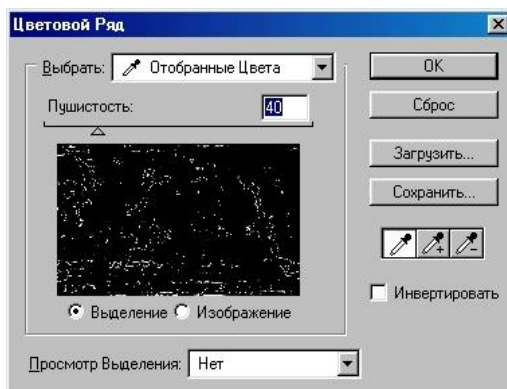 Цветовой Ряд
Выбрать: Отобранные Цвета
Пушистость: 40
Выделение Изображение
Просмотр Выделения: Нет
OK
Сброс
Загрузить...
Сохранить...
Инвертировать